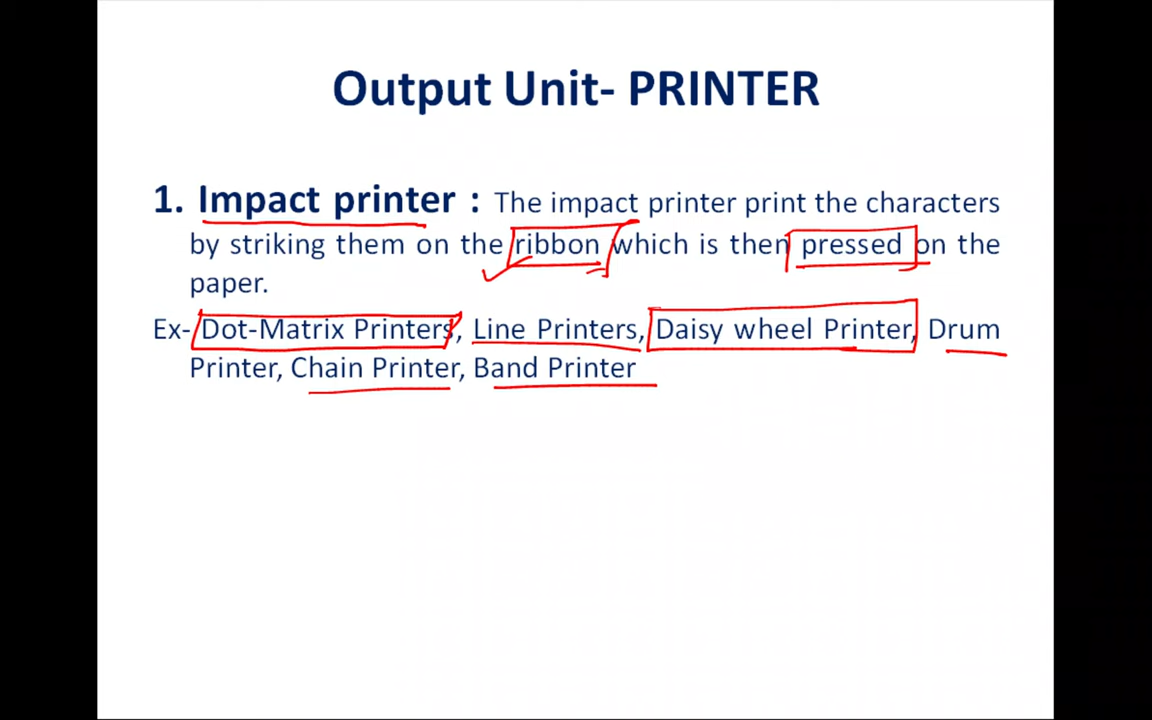 Output Unit- PRINTER
1. Impact printer : The impact printer print the characters
by striking them on the ribbon which is then pressed on the
paper.
Ex- Dot-Matrix Printers, Line Printers, Daisy wheel Printer, Drum
Printer, Chain Printer, Band Printer